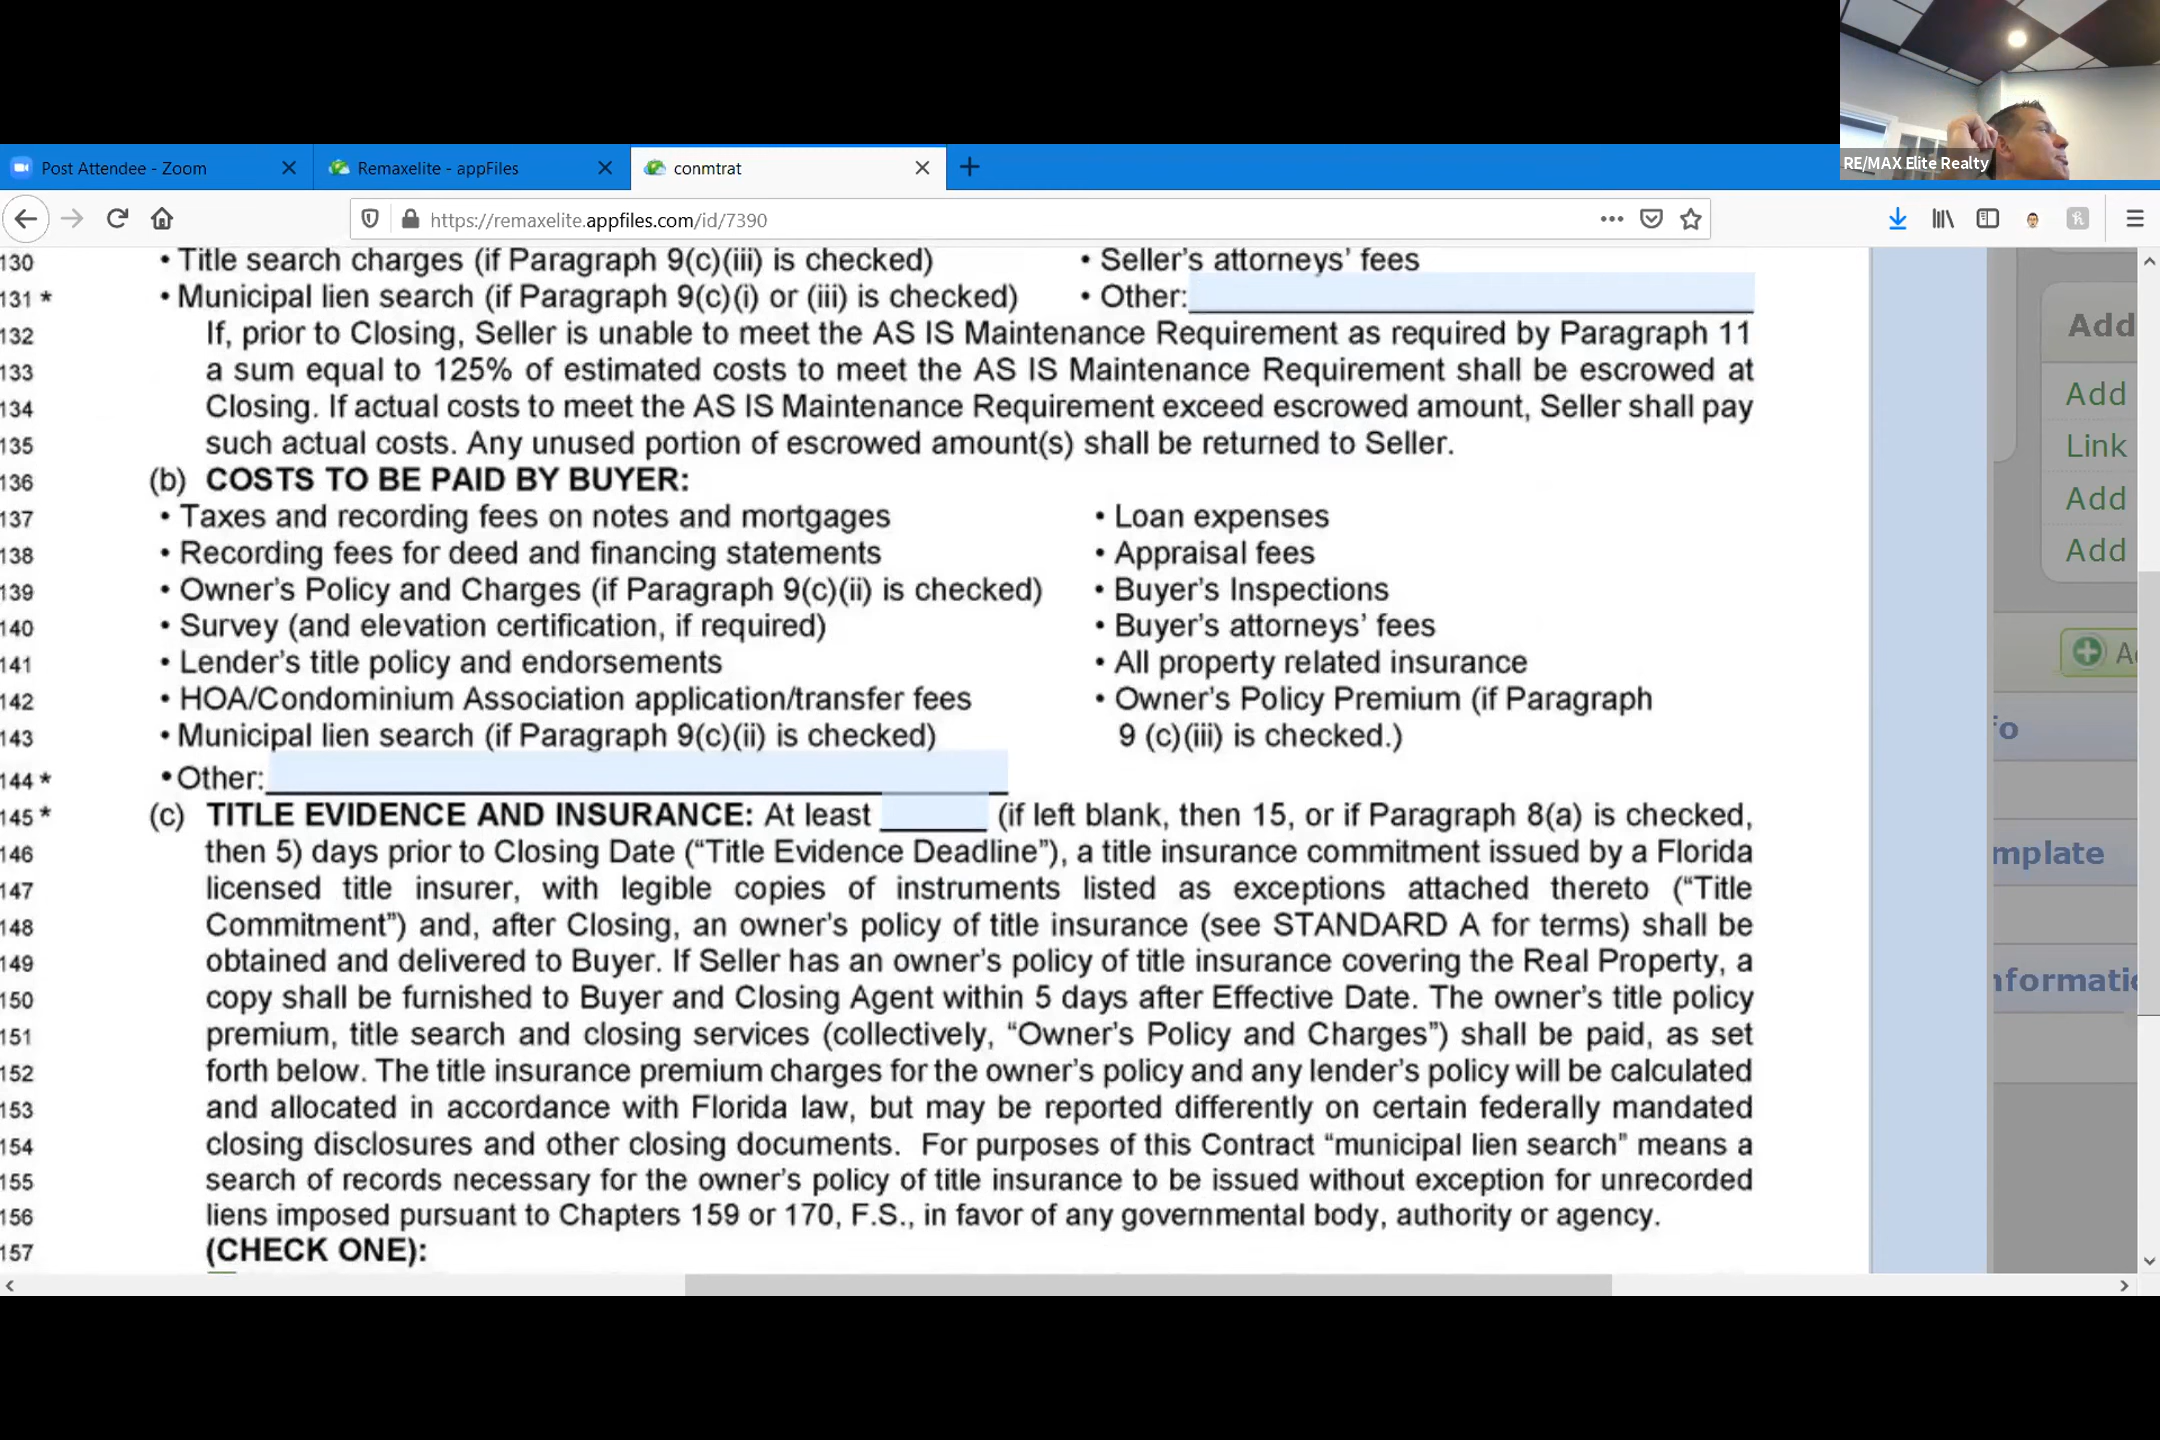 RE/MAX Elite Realty
Post Attendee - Zoom
Remaxelite - appFiles
conmtrat
https://remaxelite.appfiles.com/id/7390
130 • Title search charges (if Paragraph 9(c)(iii) is checked) • Seller's attorneys' fees
131 * • Municipal lien search (if Paragraph 9(c)(i) or (iii) is checked) • Other:
132 If, prior to Closing, Seller is unable to meet the AS IS Maintenance Requirement as required by Paragraph 11
133 a sum equal to 125% of estimated costs to meet the AS IS Maintenance Requirement shall be escrowed at
134 Closing. If actual costs to meet the AS IS Maintenance Requirement exceed escrowed amount, Seller shall pay
135 such actual costs. Any unused portion of escrowed amount(s) shall be returned to Seller.
136 (b) COSTS TO BE PAID BY BUYER:
137 • Taxes and recording fees on notes and mortgages • Loan expenses
138 • Recording fees for deed and financing statements • Appraisal fees
139 • Owner's Policy and Charges (if Paragraph 9(c)(ii) is checked) • Buyer's Inspections
140 • Survey (and elevation certification, if required) • Buyer's attorneys' fees
141 • Lender's title policy and endorsements • All property related insurance
142 • HOA/Condominium Association application/transfer fees • Owner's Policy Premium (if Paragraph
143 • Municipal lien search (if Paragraph 9(c)(ii) is checked) 9 (c)(iii) is checked.)
144 * • Other:
145 * (c) TITLE EVIDENCE AND INSURANCE: At least (if left blank, then 15, or if Paragraph 8(a) is checked,
146 then 5) days prior to Closing Date (“Title Evidence Deadline”), a title insurance commitment issued by a Florida
147 licensed title insurer, with legible copies of instruments listed as exceptions attached thereto (“Title
148 Commitment”) and, after Closing, an owner's policy of title insurance (see STANDARD A for terms) shall be
149 obtained and delivered to Buyer. If Seller has an owner's policy of title insurance covering the Real Property, a
150 copy shall be furnished to Buyer and Closing Agent within 5 days after Effective Date. The owner's title policy
151 premium, title search and closing services (collectively, “Owner's Policy and Charges”) shall be paid, as set
152 forth below. The title insurance premium charges for the owner's policy and any lender's policy will be calculated
153 and allocated in accordance with Florida law, but may be reported differently on certain federally mandated
154 closing disclosures and other closing documents. For purposes of this Contract “municipal lien search” means a
155 search of records necessary for the owner's policy of title insurance to be issued without exception for unrecorded
156 liens imposed pursuant to Chapters 159 or 170, F.S., in favor of any governmental body, authority or agency.
157 (CHECK ONE):
Add
Add
Link
Add
Add